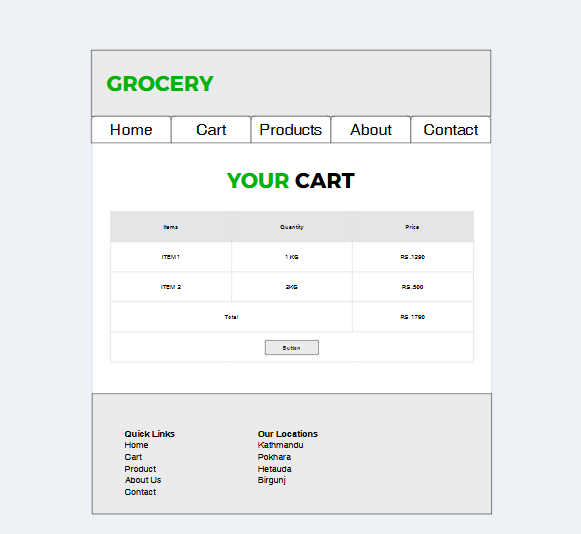 GROCERY
Home Cart Products About Contact
YOUR CART
Items Quantity Price
ITEM 1 1 KG RS.1290
ITEM 2 2KG RS.500
Total RS 1790
Button
Quick Links Our Locations
Home Kathmandu
Cart Pokhara
Product Hetauda
About Us Birgunj
Contact